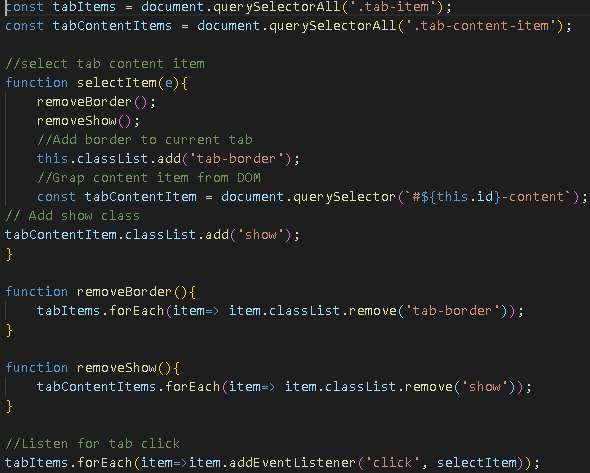 const tabItems = document.querySelectorAll('.tab-item');
const tabContentItems = document.querySelectorAll('.tab-content-item');

//select tab content item
function selectItem(e){
    removeBorder();
    removeShow();
    //Add border to current tab
    this.classList.add('tab-border');
    //Grap content item from DOM
    const tabContentItem = document.querySelector(`#${this.id}-content`);
// Add show class
tabContentItem.classList.add('show');
}

function removeBorder(){
    tabItems.forEach(item=> item.classList.remove('tab-border'));
}

function removeShow(){
    tabContentItems.forEach(item=> item.classList.remove('show'));
}

//Listen for tab click
tabItems.forEach(item=>item.addEventListener('click', selectItem));